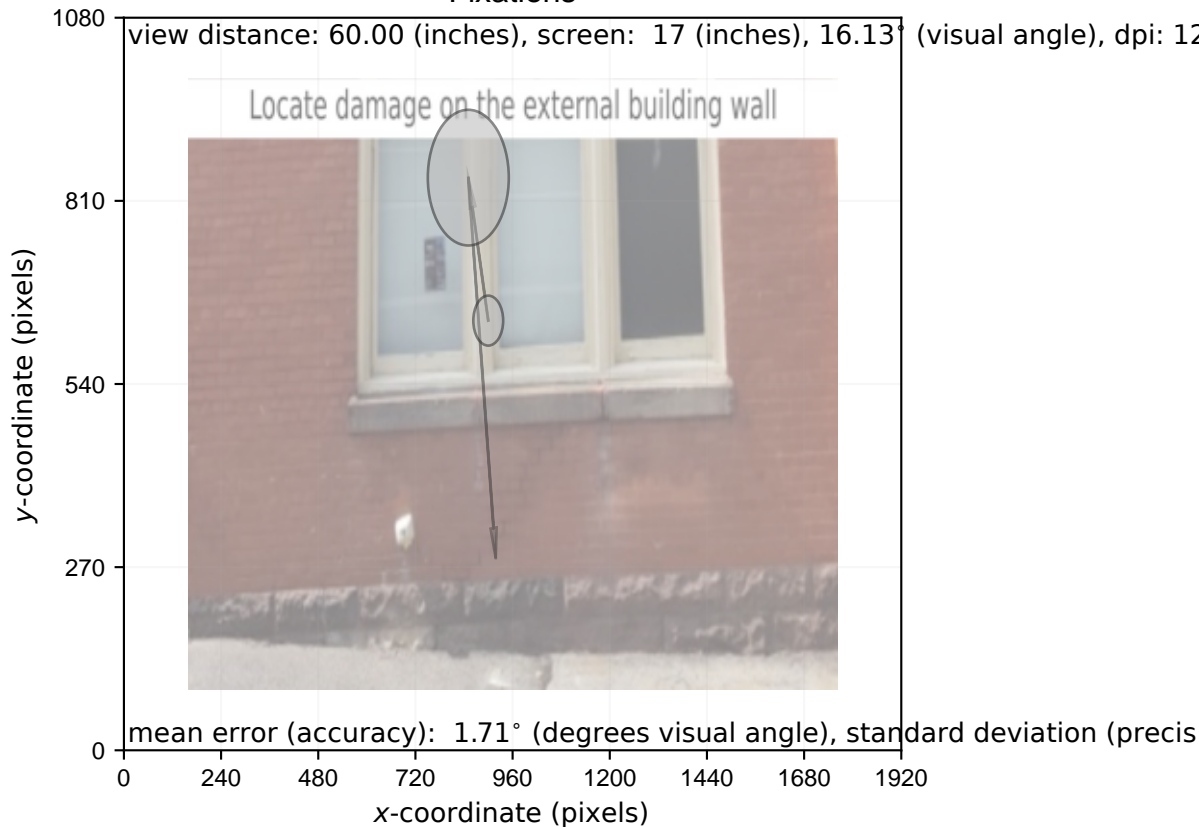 view distance: 60.00 (inches), screen:  17 (inches), 16.13° (visual angle), dpi: 12
Locate damage on the external building wall
mean error (accuracy):  1.71° (degrees visual angle), standard deviation (precis
1080
810
540
270
0
0 240 480 720 960 1200 1440 1680 1920
y-coordinate (pixels)
x-coordinate (pixels)